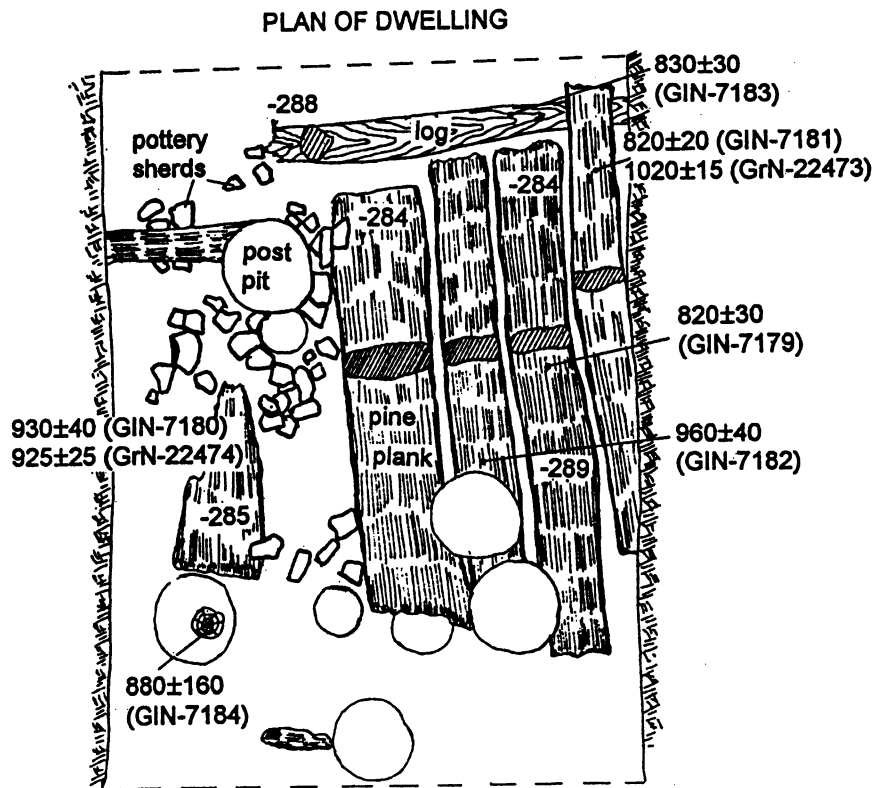 PLAN OF DWELLING
830±30
(GIN-7183)
-288
log
pottery
sherds
820±20 (GIN-7181)
1020±15 (GrN-22473)
-284
-284
post
pit
820±30
(GIN-7179)
pine
plank
930±40 (GIN-7180)
925±25 (GrN-22474)
960±40
(GIN-7182)
-289
-285
880±160
(GIN-7184)